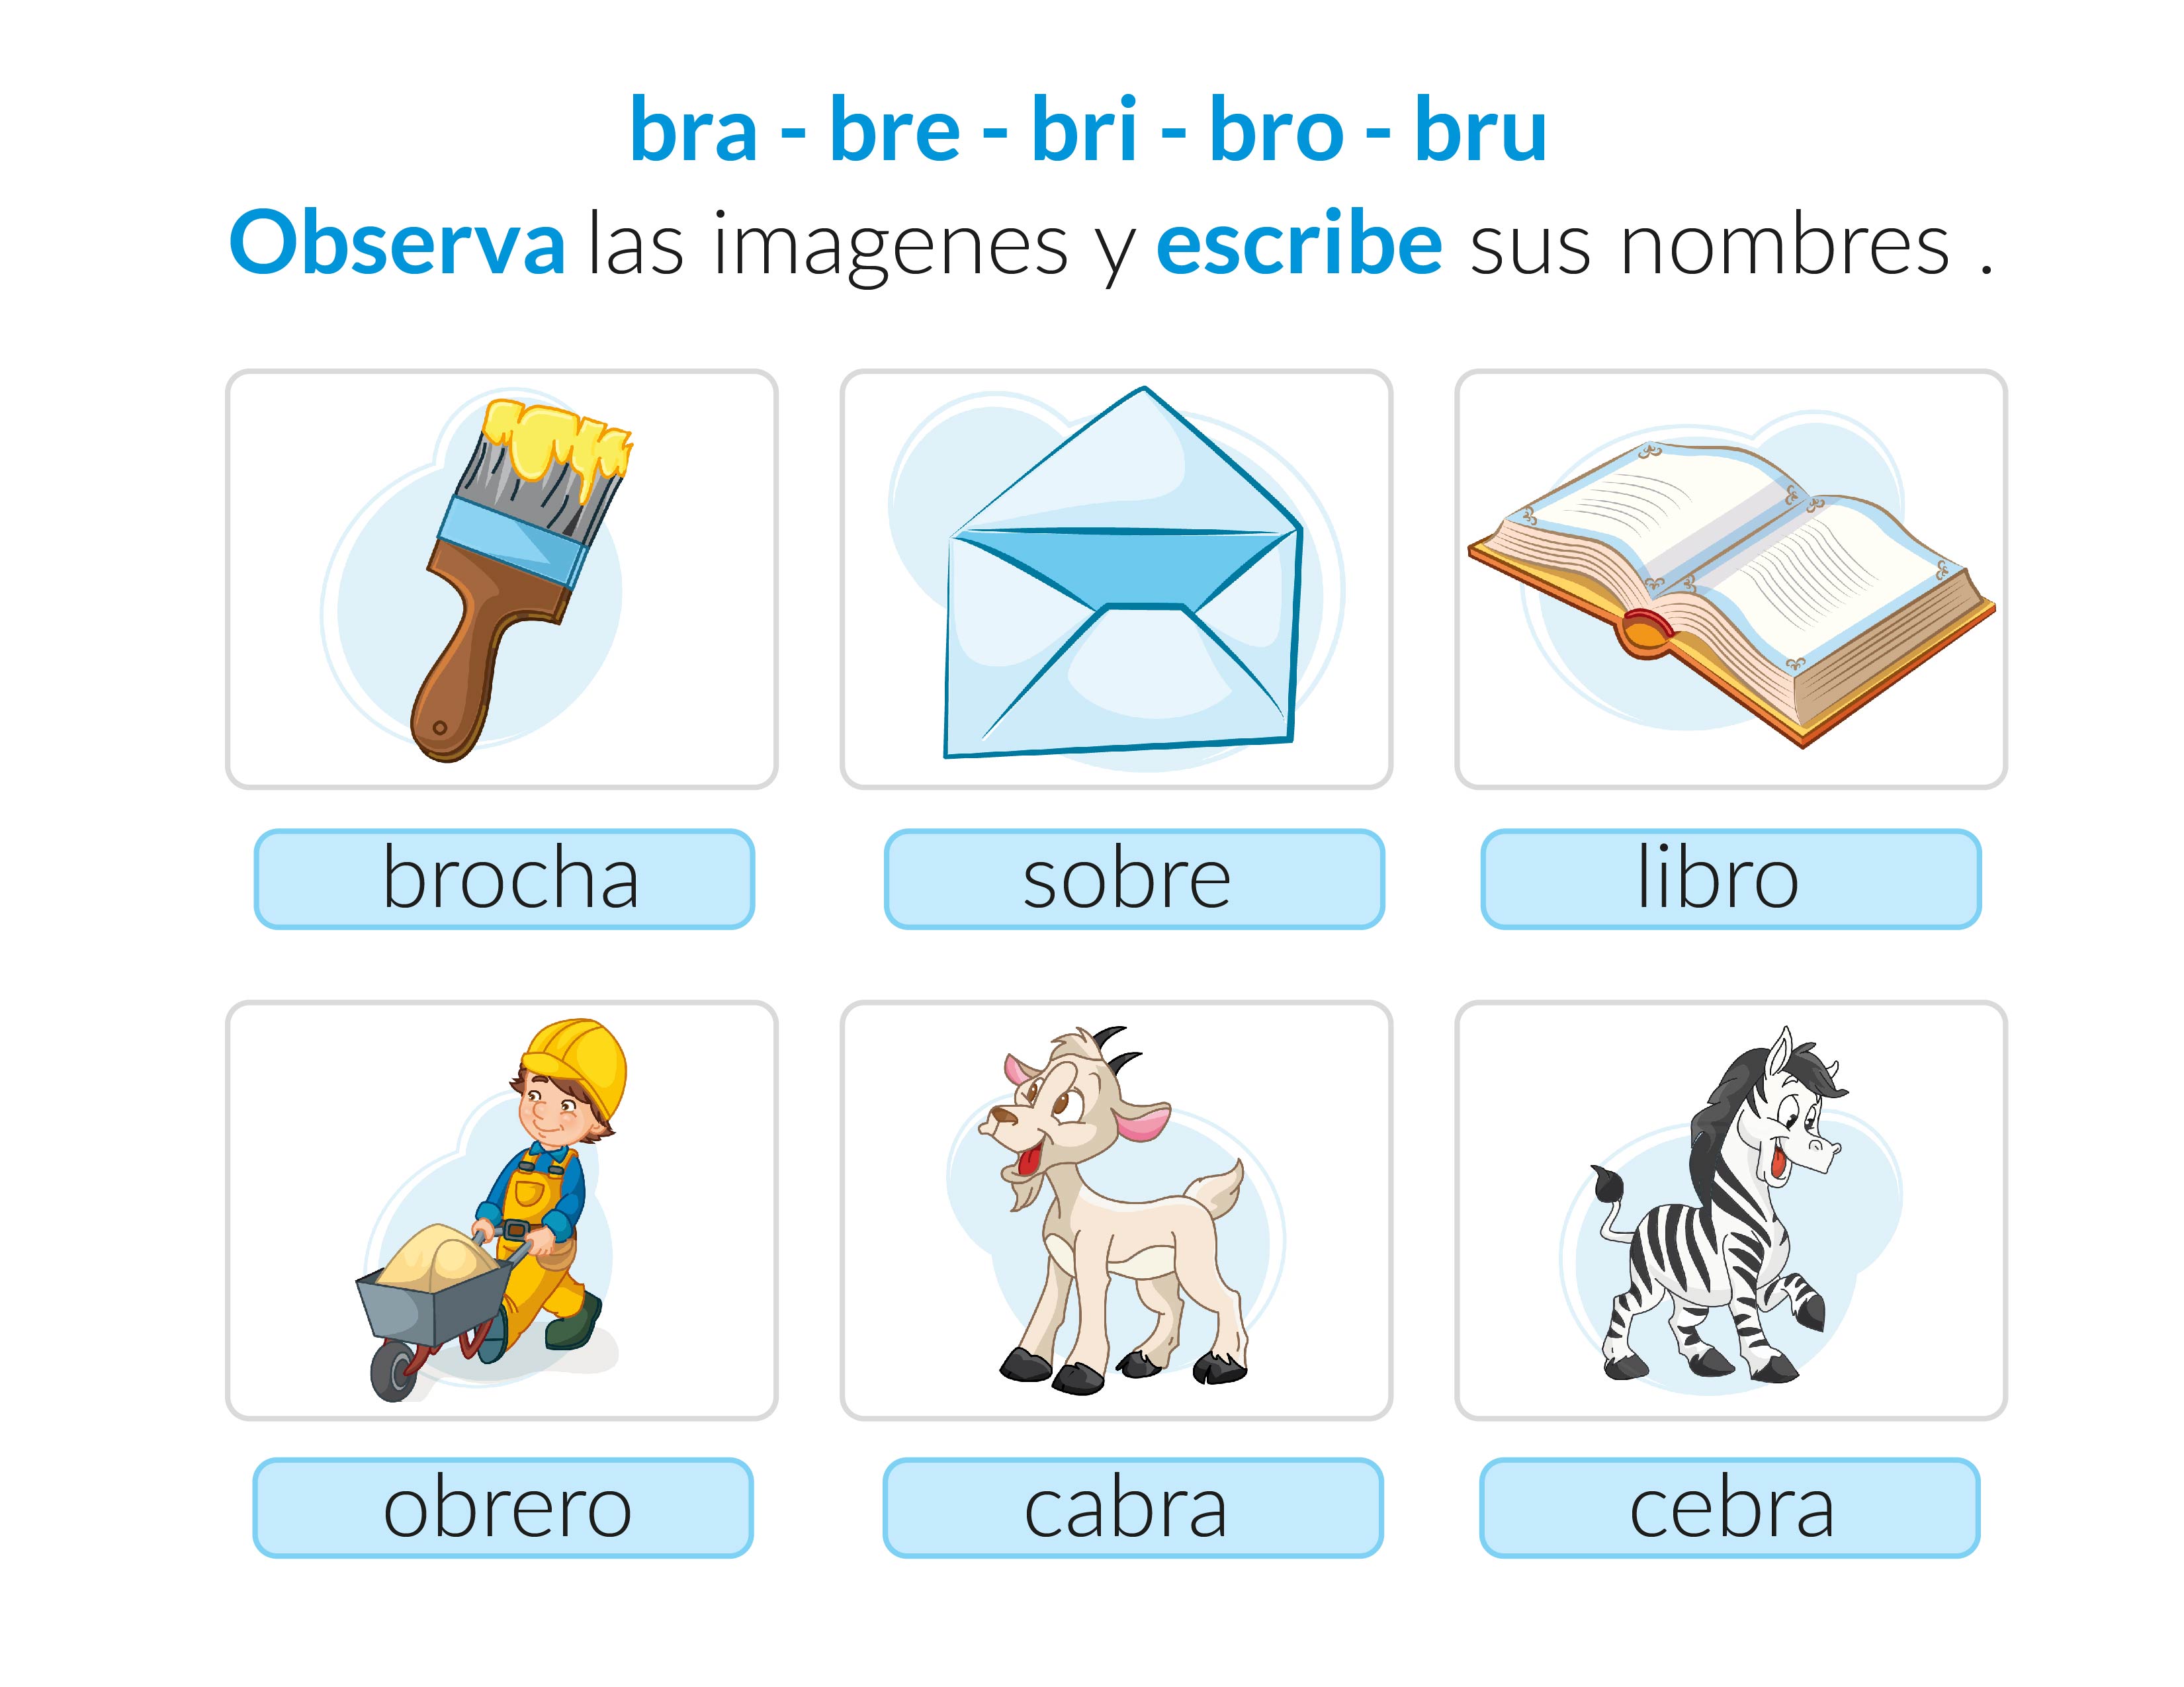 bra - bre - bri - bro - bru
Observa las imagenes y escribe sus nombres .
brocha
sobre
libro
obrero
cabra
cebra